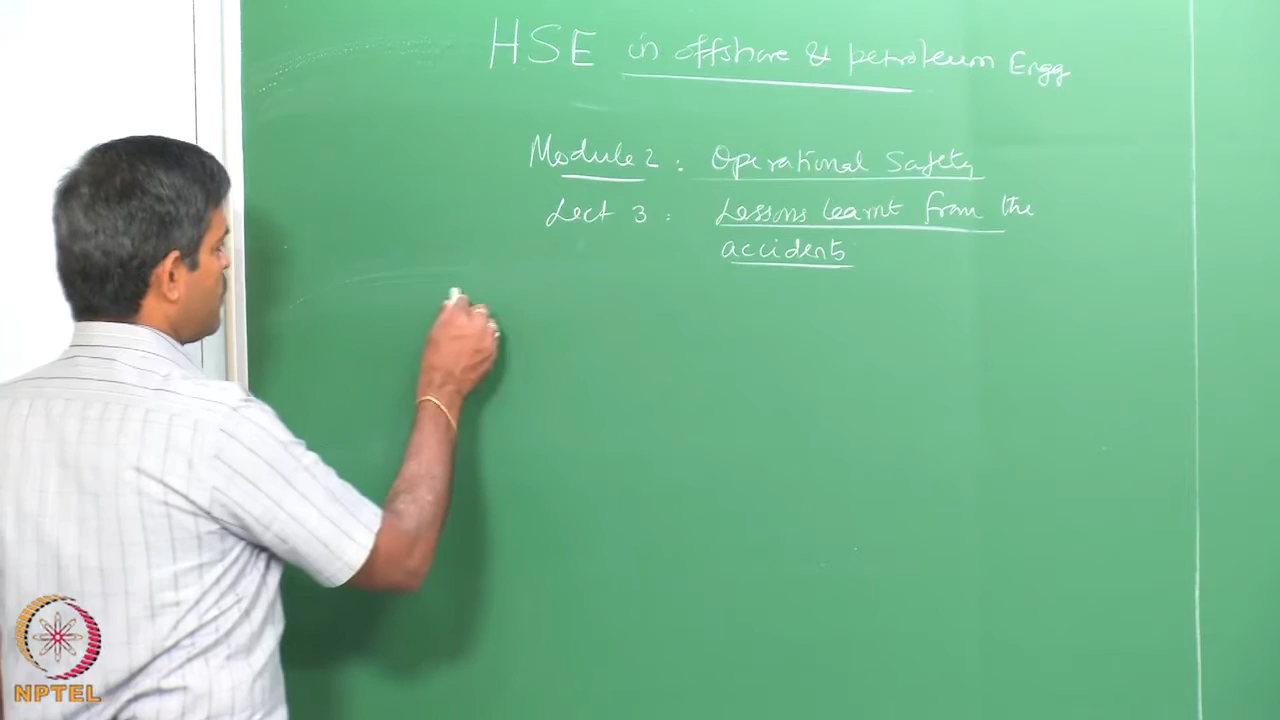 HSE in offshore & petroleum Engg
Module 2 : Operational Safety
Lect 3 : Lessons learnt from the
accidents
NPTEL